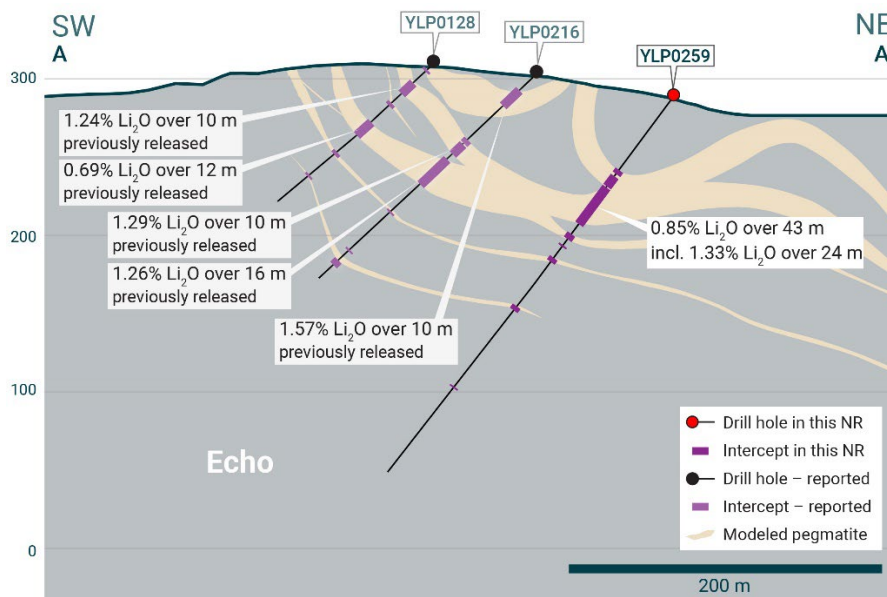 SW
A
YLP0128
YLP0216
YLP0259
NE
A'
300
200
100
0
1.24% Li₂O over 10 m
previously released
0.69% Li₂O over 12 m
previously released
1.29% Li₂O over 10 m
previously released
1.26% Li₂O over 16 m
previously released
1.57% Li₂O over 10 m
previously released
0.85% Li₂O over 43 m
incl. 1.33% Li₂O over 24 m
Echo
Drill hole in this NR
Intercept in this NR
Drill hole – reported
Intercept – reported
Modeled pegmatite
200 m